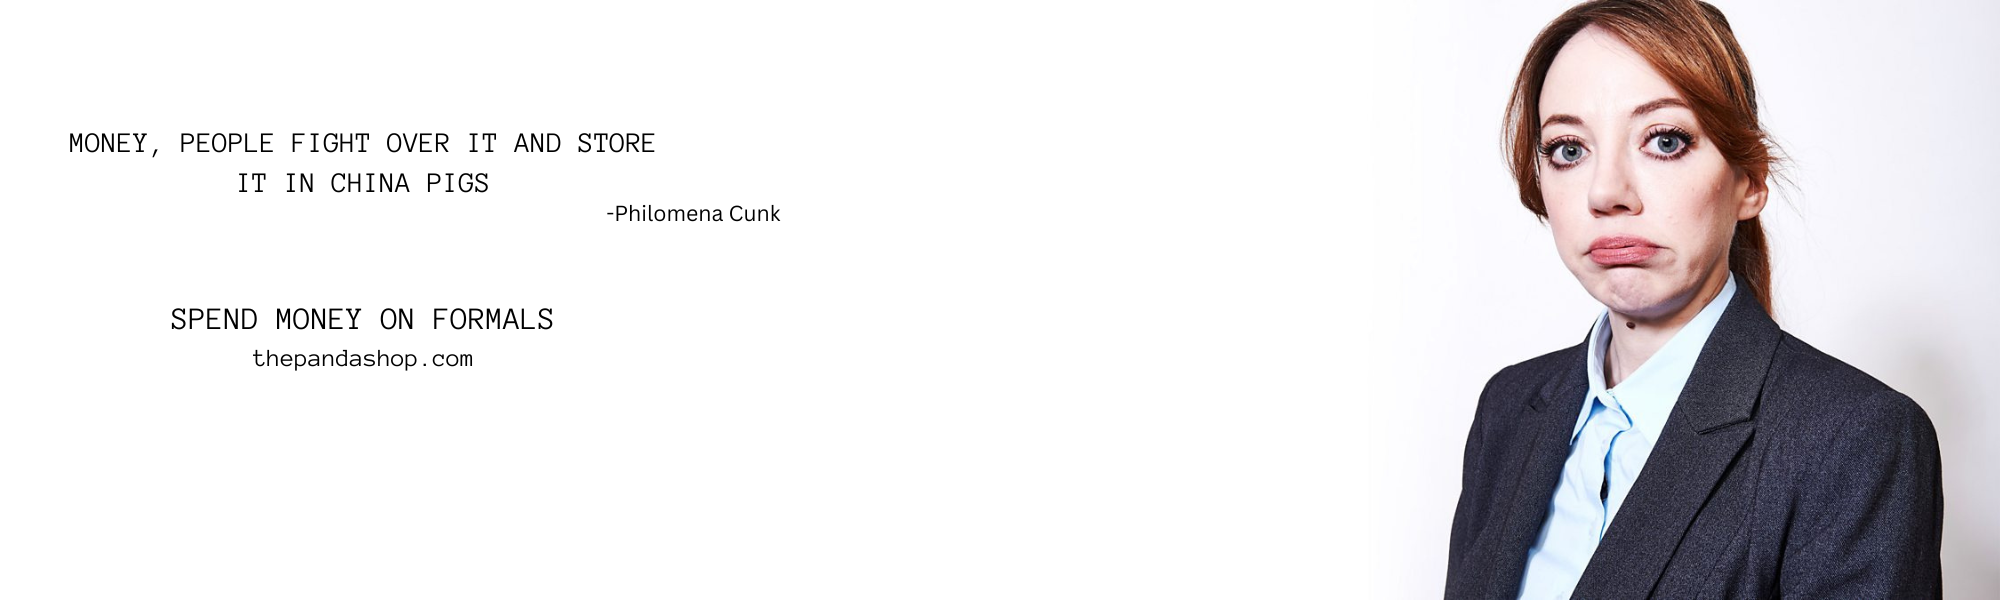 MONEY, PEOPLE FIGHT OVER IT AND STORE
IT IN CHINA PIGS
-Philomena Cunk
SPEND MONEY ON FORMALS
thepandashop.com